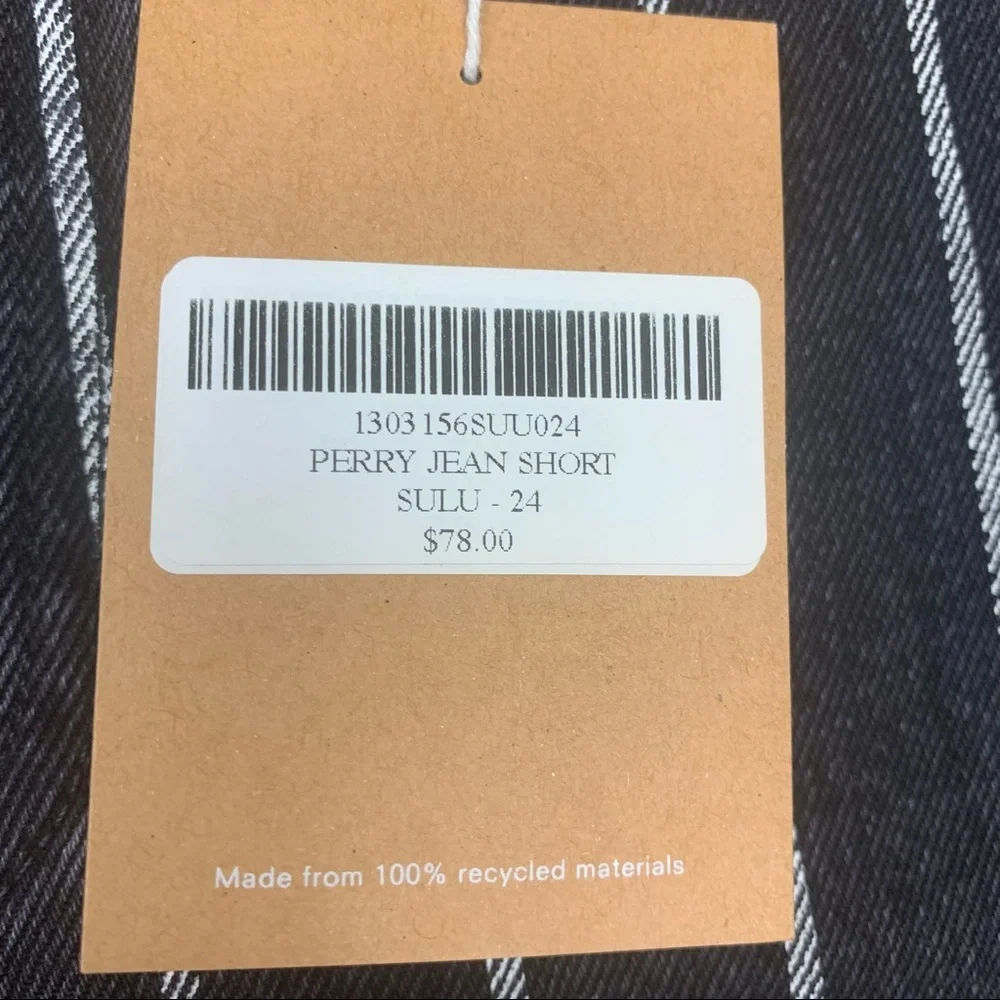 1303156SUU024
PERRY JEAN SHORT
SULU - 24
$78.00
Made from 100% recycled materials